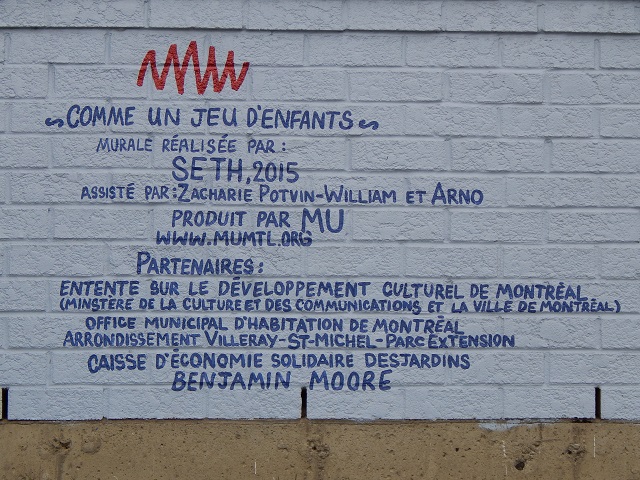 COMME UN JEU D'ENFANTS
MURALE RÉALISÉE PAR :
SETH, 2015
ASSISTÉ PAR : ZACHARIE POTVIN-WILLIAM ET ARNO
PRODUIT PAR MU
WWW.MUMTL.ORG
PARTENAIRES :
ENTENTE SUR LE DÉVELOPPEMENT CULTUREL DE MONTRÉAL
(MINSTÈRE DE LA CULTURE ET DES COMMUNICATIONS ET LA VILLE DE MONTRÉAL)
OFFICE MUNICIPAL D'HABITATION DE MONTRÉAL
ARRONDISSEMENT VILLERAY-ST-MICHEL-PARC EXTENSION
CAISSE D'ÉCONOMIE SOLIDAIRE DESJARDINS
BENJAMIN MOORE